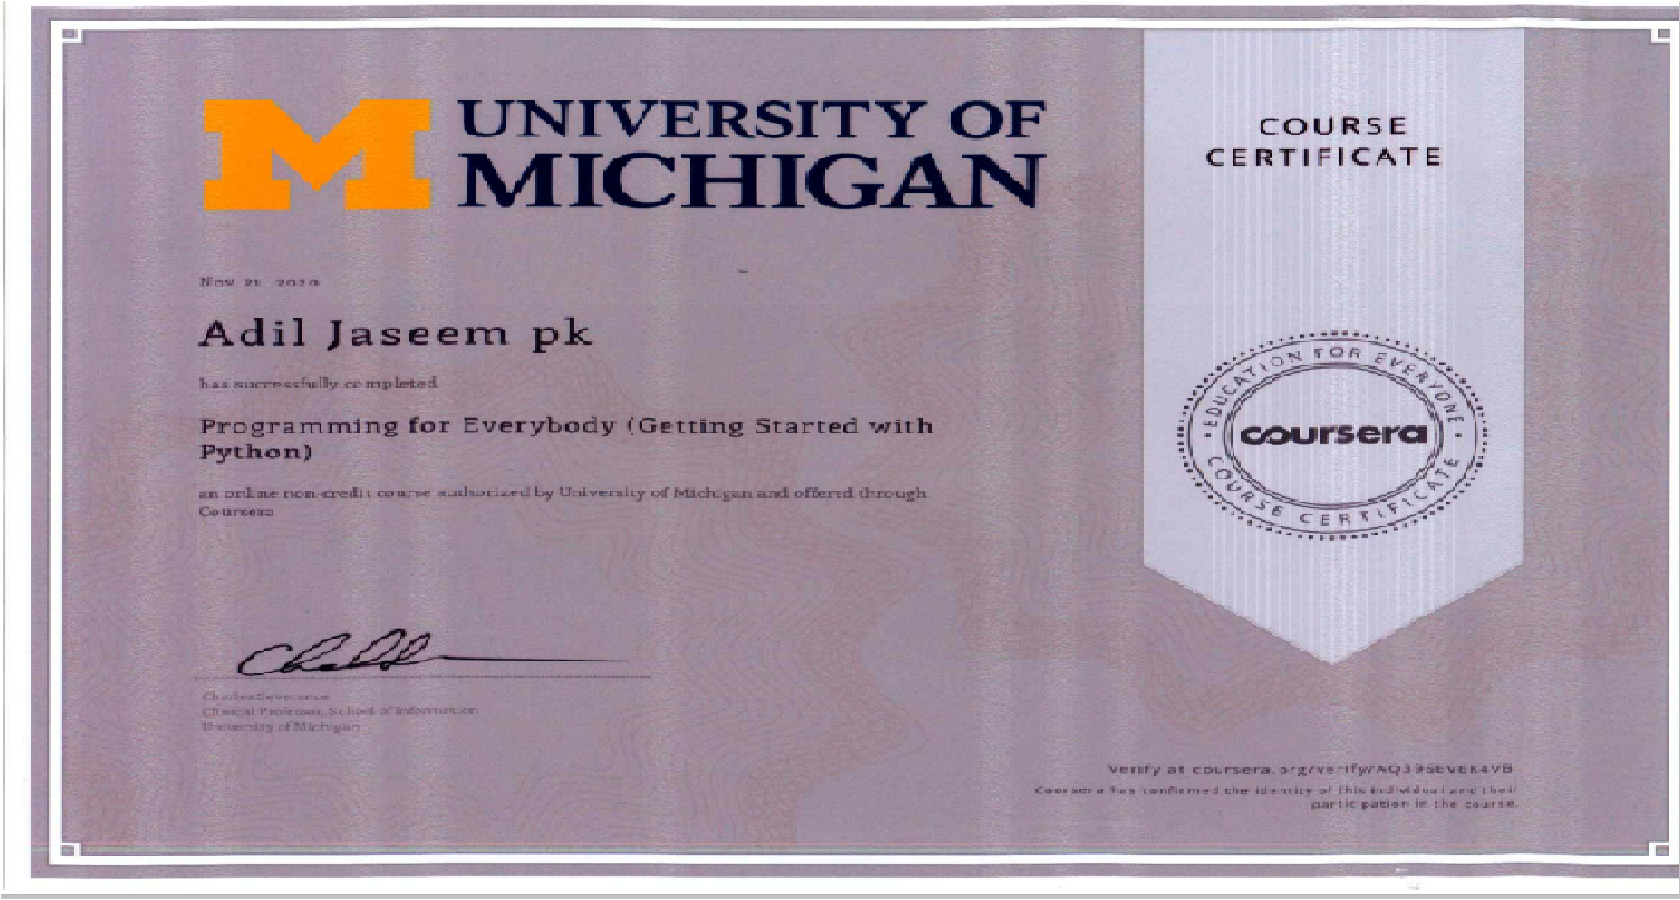 UNIVERSITY OF
MICHIGAN
COURSE
CERTIFICATE
Nov 21, 2020
Adil Jaseem pk
has successfully completed
Programming for Everybody (Getting Started with
Python)
an online non-credit course authorized by University of Michigan and offered through
Coursera
EDUCATION FOR EVERYONE
coursera
COURSE CERTIFICATE
Charles Severance
Clinical Professor, School of Information
University of Michigan
Verify at coursera.org/verify/
Coursera has confirmed the identity of this individual and their
participation in the course.